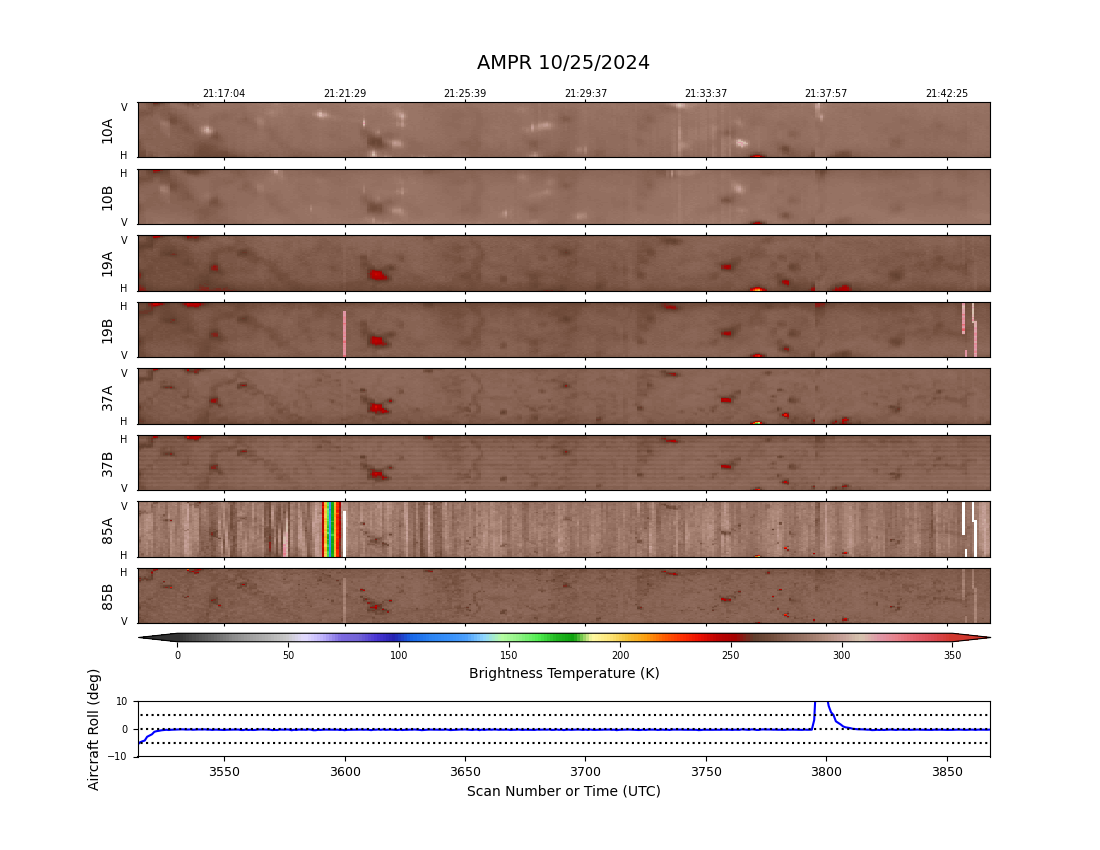 AMPR 10/25/2024
21:17:04 21:21:29 21:25:39 21:29:37 21:33:37 21:37:57 21:42:25
V
10A
H
H
10B
V
V
19A
H
H
19B
V
V
37A
H
H
37B
V
V
85A
H
H
85B
V
0 50 100 150 200 250 300 350
Brightness Temperature (K)
Aircraft Roll (deg)
10
0
−10
3550 3600 3650 3700 3750 3800 3850
Scan Number or Time (UTC)